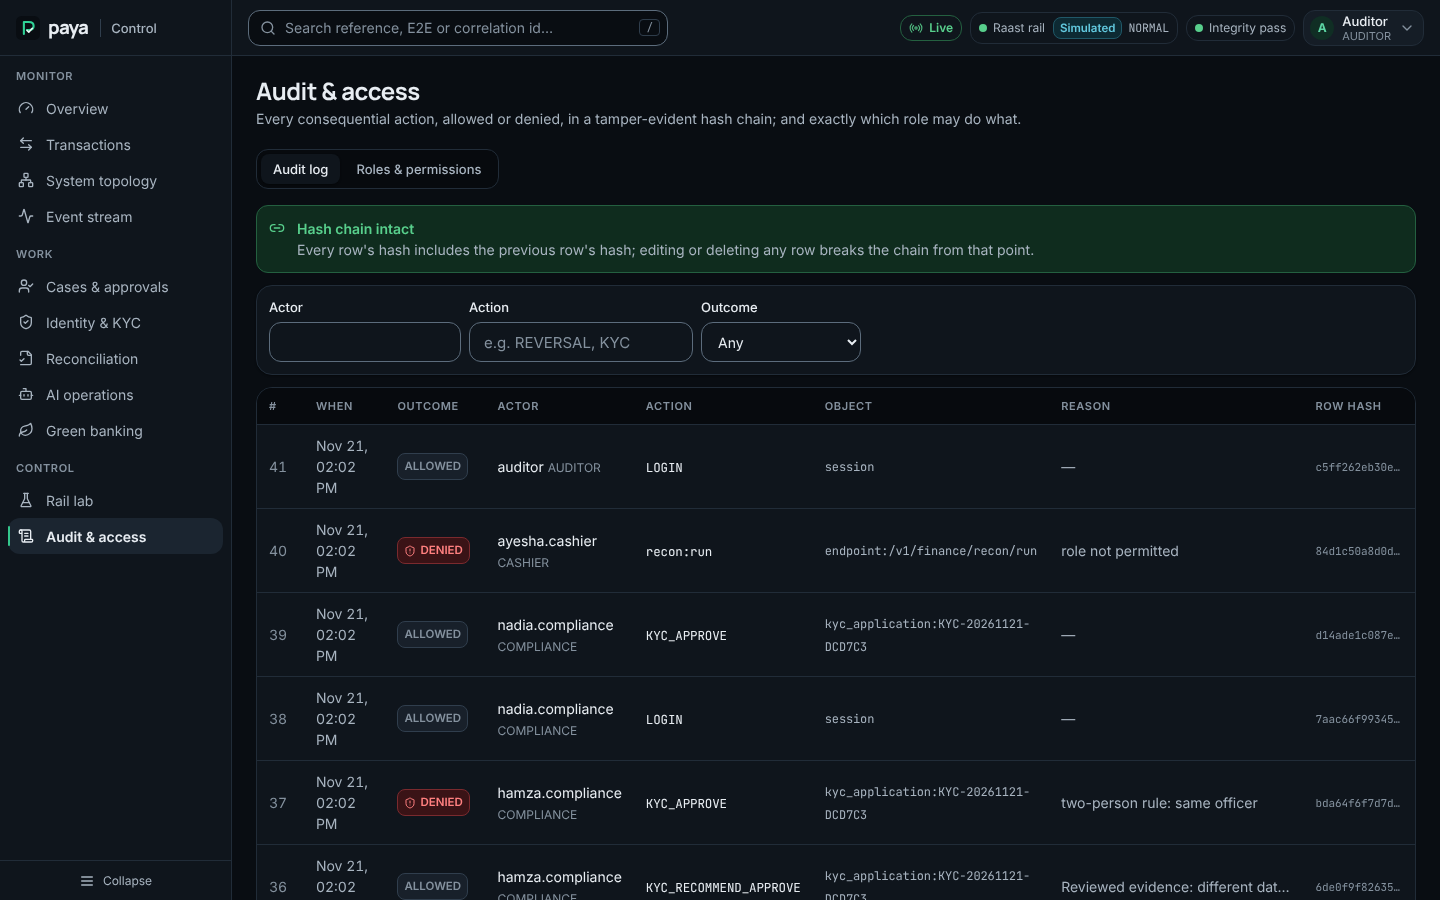 paya
Control
Search reference, E2E or correlation id...
/
Live
Raast rail
Simulated
NORMAL
Integrity pass
A
Auditor
AUDITOR
MONITOR
Overview
Transactions
System topology
Event stream
WORK
Cases & approvals
Identity & KYC
Reconciliation
AI operations
Green banking
CONTROL
Rail lab
Audit & access
Collapse
Audit & access
Every consequential action, allowed or denied, in a tamper-evident hash chain; and exactly which role may do what.
Audit log
Roles & permissions
Hash chain intact
Every row's hash includes the previous row's hash; editing or deleting any row breaks the chain from that point.
Actor
Action
Outcome
e.g. REVERSAL, KYC
Any
# WHEN OUTCOME ACTOR ACTION OBJECT REASON ROW HASH
41 Nov 21, 02:02 PM ALLOWED auditor AUDITOR LOGIN session — c5ff262eb30e…
40 Nov 21, 02:02 PM DENIED ayesha.cashier CASHIER recon:run endpoint:/v1/finance/recon/run role not permitted 84d1c50a8d0d…
39 Nov 21, 02:02 PM ALLOWED nadia.compliance COMPLIANCE KYC_APPROVE kyc_application:KYC-20261121-DCD7C3 — d14ade1c087e…
38 Nov 21, 02:02 PM ALLOWED nadia.compliance COMPLIANCE LOGIN session — 7aac66f99345…
37 Nov 21, 02:02 PM DENIED hamza.compliance COMPLIANCE KYC_APPROVE kyc_application:KYC-20261121-DCD7C3 two-person rule: same officer bda64f6f7d7d…
36 Nov 21, 02:02 ALLOWED hamza.compliance COMPLIANCE KYC_RECOMMEND_APPROVE kyc_application:KYC-20261121-DCD7C3 Reviewed evidence: different dat… 6de0f9f82635…